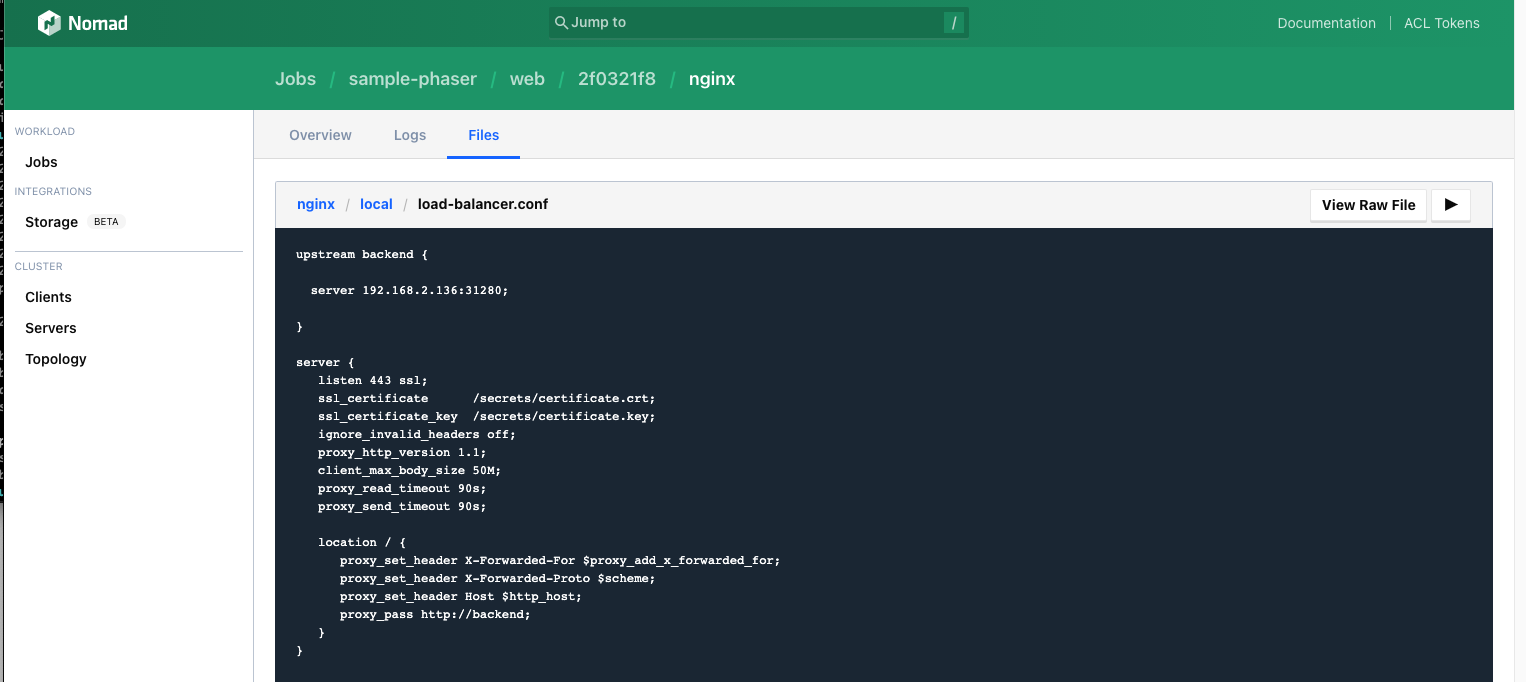 Nomad
Jump to /
Documentation | ACL Tokens
Jobs / sample-phaser / web / 2f0321f8 / nginx
WORKLOAD
Jobs
INTEGRATIONS
Storage BETA
CLUSTER
Clients
Servers
Topology
Overview Logs Files
nginx / local / load-balancer.conf
View Raw File
upstream backend {
server 192.168.2.136:31280;
}
server {
listen 443 ssl;
ssl_certificate /secrets/certificate.crt;
ssl_certificate_key /secrets/certificate.key;
ignore_invalid_headers off;
proxy_http_version 1.1;
client_max_body_size 50M;
proxy_read_timeout 90s;
proxy_send_timeout 90s;
location / {
proxy_set_header X-Forwarded-For $proxy_add_x_forwarded_for;
proxy_set_header X-Forwarded-Proto $scheme;
proxy_set_header Host $http_host;
proxy_pass http://backend;
}
}